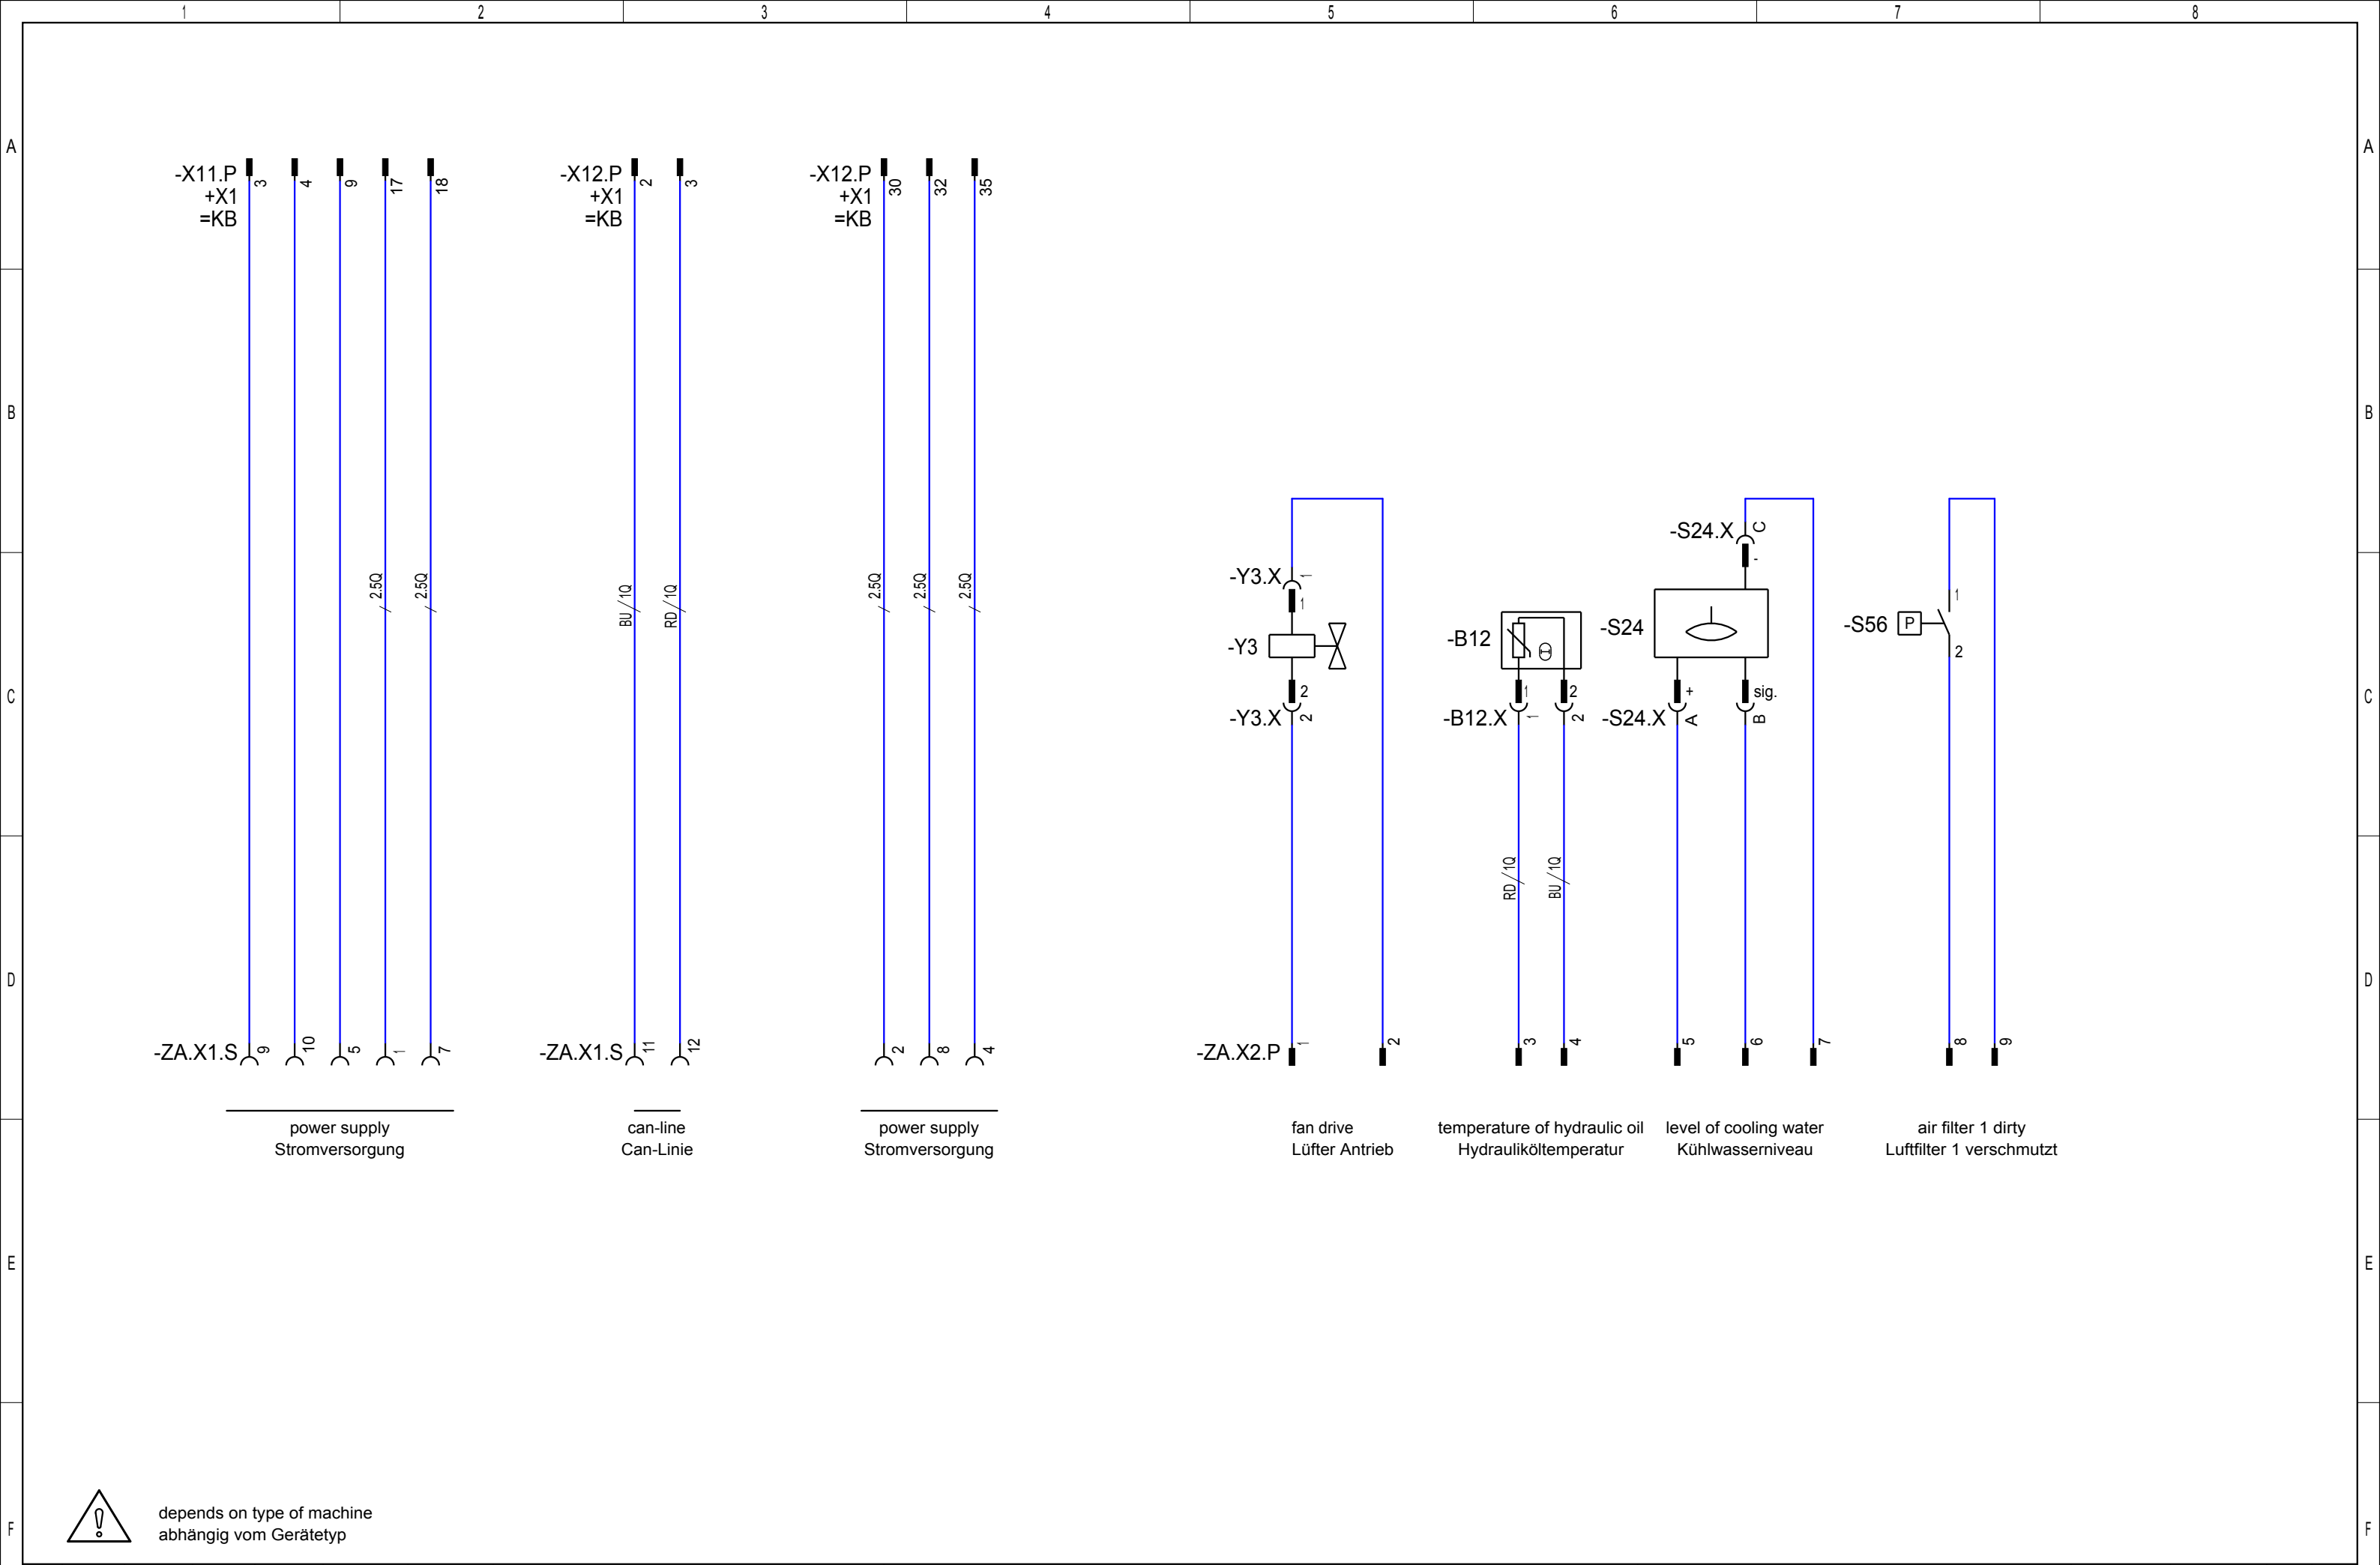 1 2 3 4 5 6 7 8
A A
-X11.P 3 4 9 17 18
+X1
=KB
-X12.P 2 3
+X1
=KB
-X12.P 30 32 35
+X1
=KB
B B
-S24.X C
-
-Y3.X 1
1
2.5Q 2.5Q
BU/1Q RD/1Q
2.5Q 2.5Q 2.5Q
-Y3
-B12
Θ
-S24
-S56 P
1
2
C C
2
1 2
+ sig.
-Y3.X 2
-B12.X 1 2
-S24.X A B
RD/1Q BU/1Q
D D
-ZA.X1.S 9 10 5 1 7
-ZA.X1.S 11 12
2 8 4
-ZA.X2.P 1 2 3 4 5 6 7 8 9
power supply
Stromversorgung
can-line
Can-Linie
power supply
Stromversorgung
fan drive
Lüfter Antrieb
temperature of hydraulic oil
Hydrauliköltemperatur
level of cooling water
Kühlwasserniveau
air filter 1 dirty
Luftfilter 1 verschmutzt
E E
!
depends on type of machine
abhängig vom Gerätetyp
F F